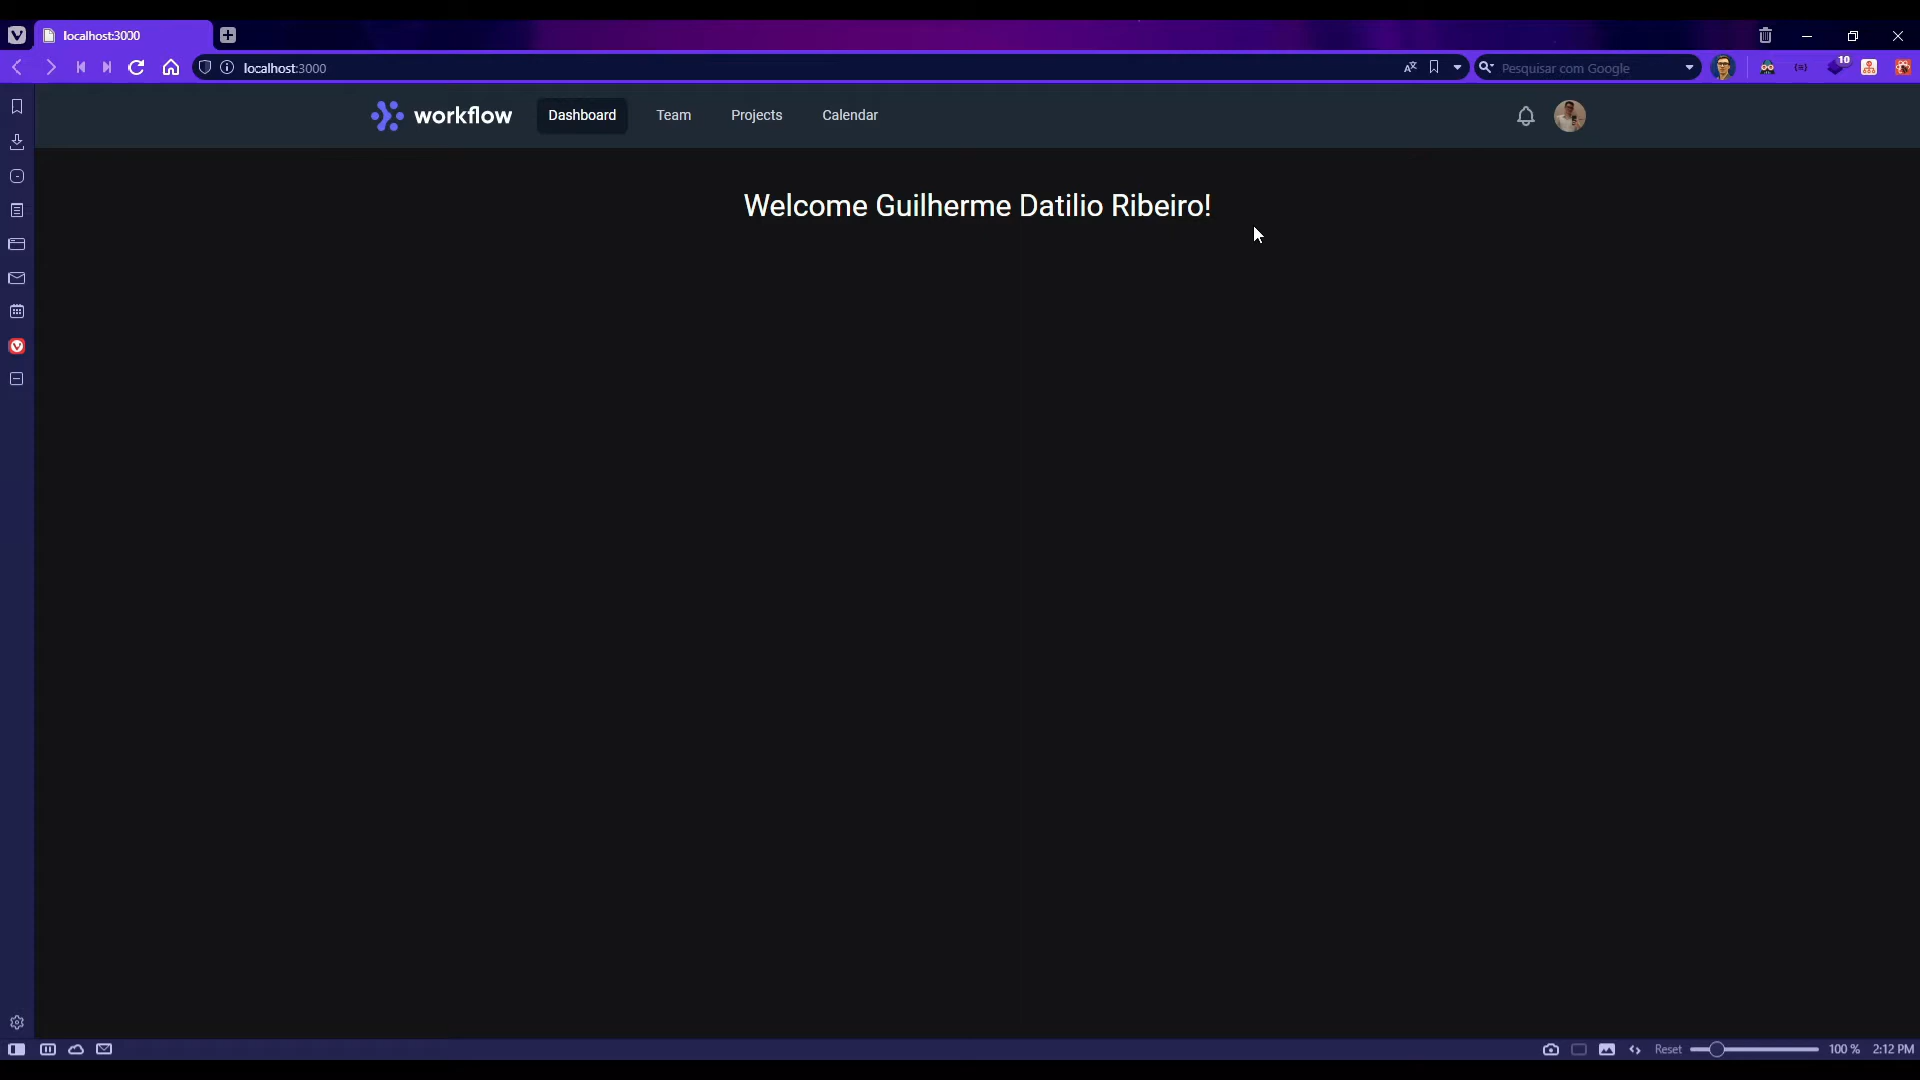 localhost:3000
localhost:3000
Pesquisar com Google
10
workflow
Dashboard
Team
Projects
Calendar
Welcome Guilherme Datilio Ribeiro!
Reset
100 %
2:12 PM